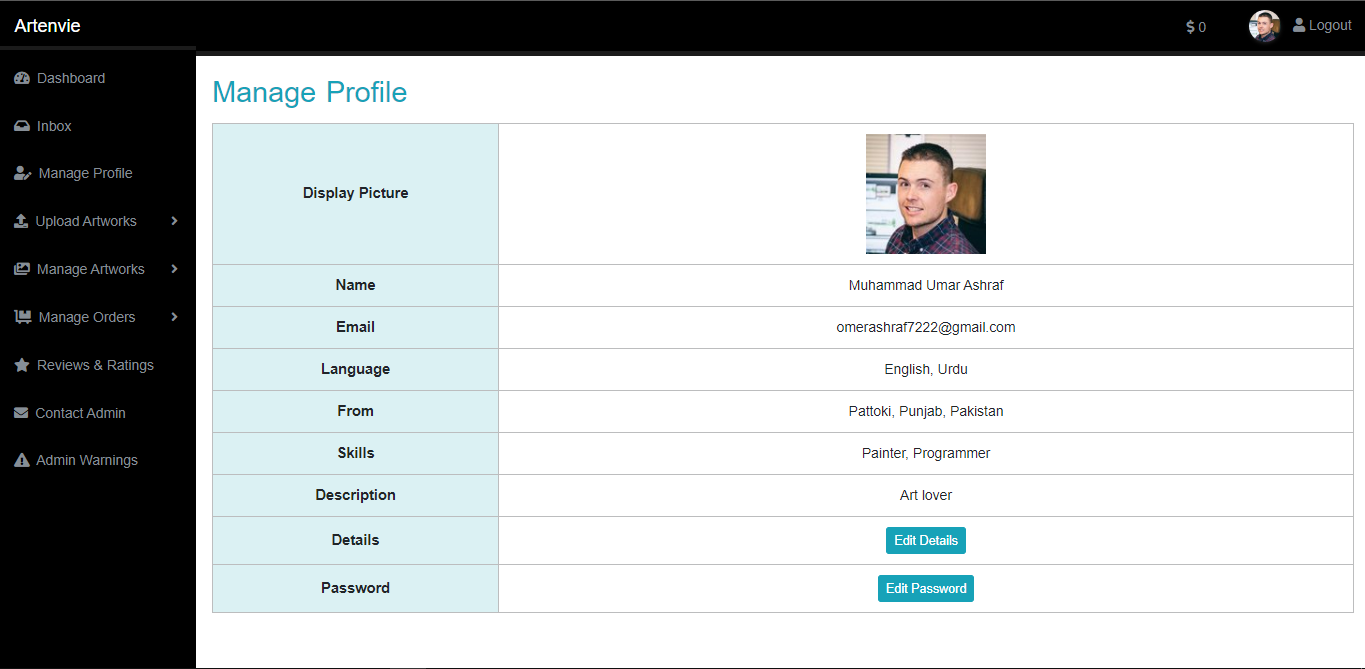 Artenvie
$ 0
Logout
Dashboard
Inbox
Manage Profile
Upload Artworks
Manage Artworks
Manage Orders
Reviews & Ratings
Contact Admin
Admin Warnings
Manage Profile
Display Picture
Name Muhammad Umar Ashraf
Email omerashraf7222@gmail.com
Language English, Urdu
From Pattoki, Punjab, Pakistan
Skills Painter, Programmer
Description Art lover
Details Edit Details
Password Edit Password